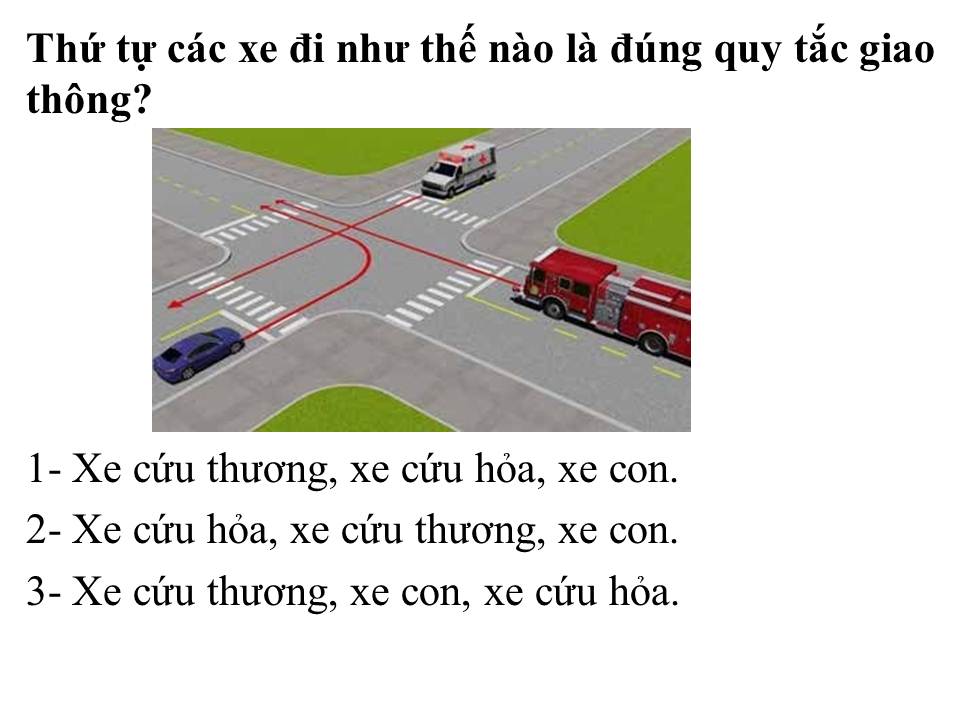 Thứ tự các xe đi như thế nào là đúng quy tắc giao
thông?
1- Xe cứu thương, xe cứu hỏa, xe con.
2- Xe cứu hỏa, xe cứu thương, xe con.
3- Xe cứu thương, xe con, xe cứu hỏa.